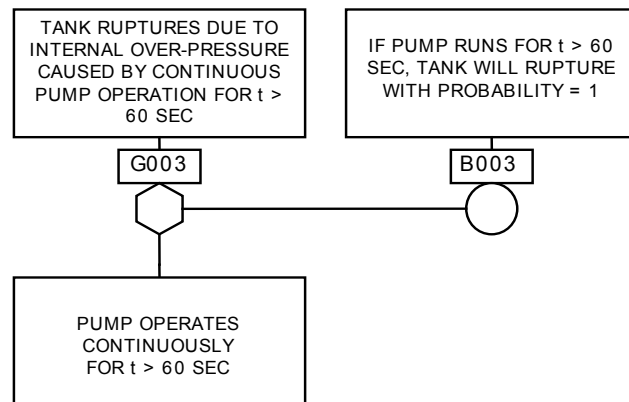 TANK RUPTURES DUE TO
INTERNAL OVER-PRESSURE
CAUSED BY CONTINUOUS
PUMP OPERATION FOR t >
60 SEC
IF PUMP RUNS FOR t > 60
SEC, TANK WILL RUPTURE
WITH PROBABILITY = 1
G003
B003
PUMP OPERATES
CONTINUOUSLY
FOR t > 60 SEC